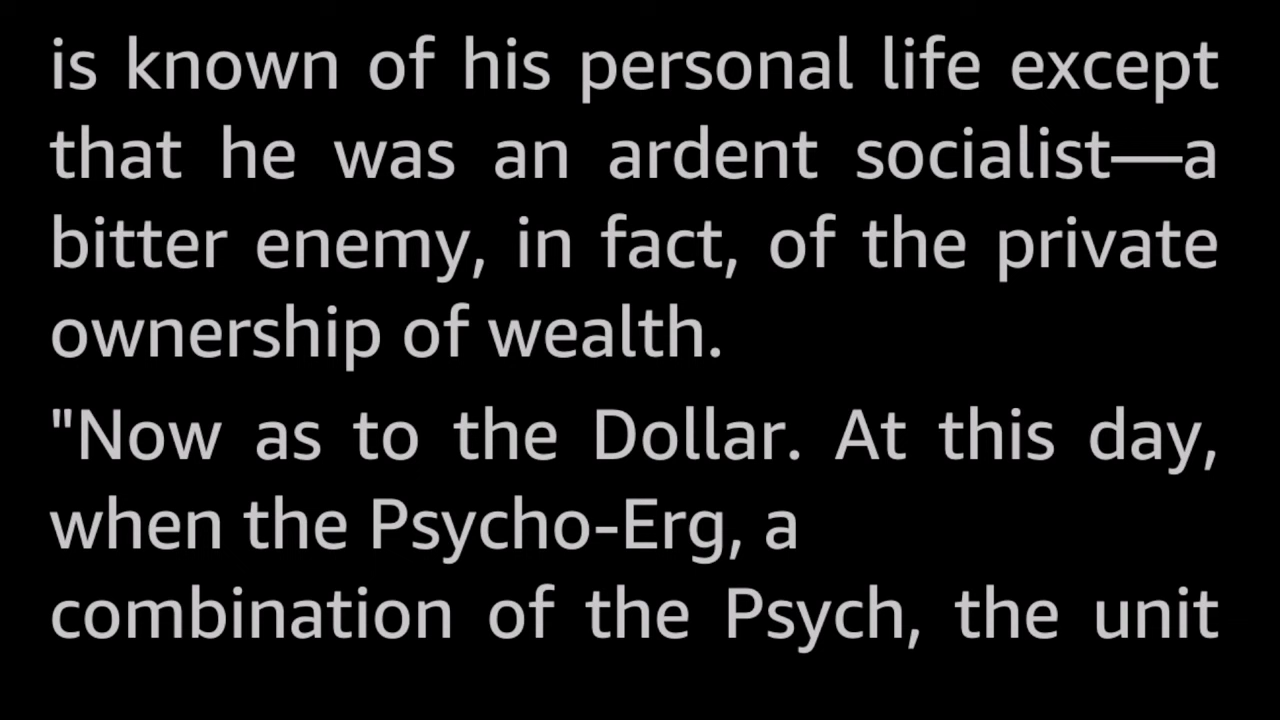 is known of his personal life except
that he was an ardent socialist—a
bitter enemy, in fact, of the private
ownership of wealth.
"Now as to the Dollar. At this day,
when the Psycho-Erg, a
combination of the Psych, the unit